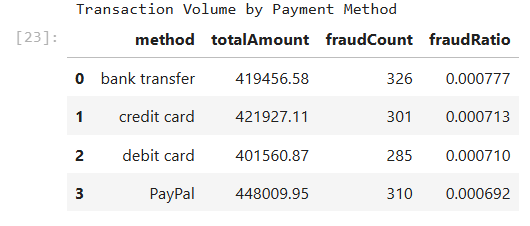 Transaction Volume by Payment Method
[23]:
method totalAmount fraudCount fraudRatio
0 bank transfer 419456.58 326 0.000777
1 credit card 421927.11 301 0.000713
2 debit card 401560.87 285 0.000710
3 PayPal 448009.95 310 0.000692